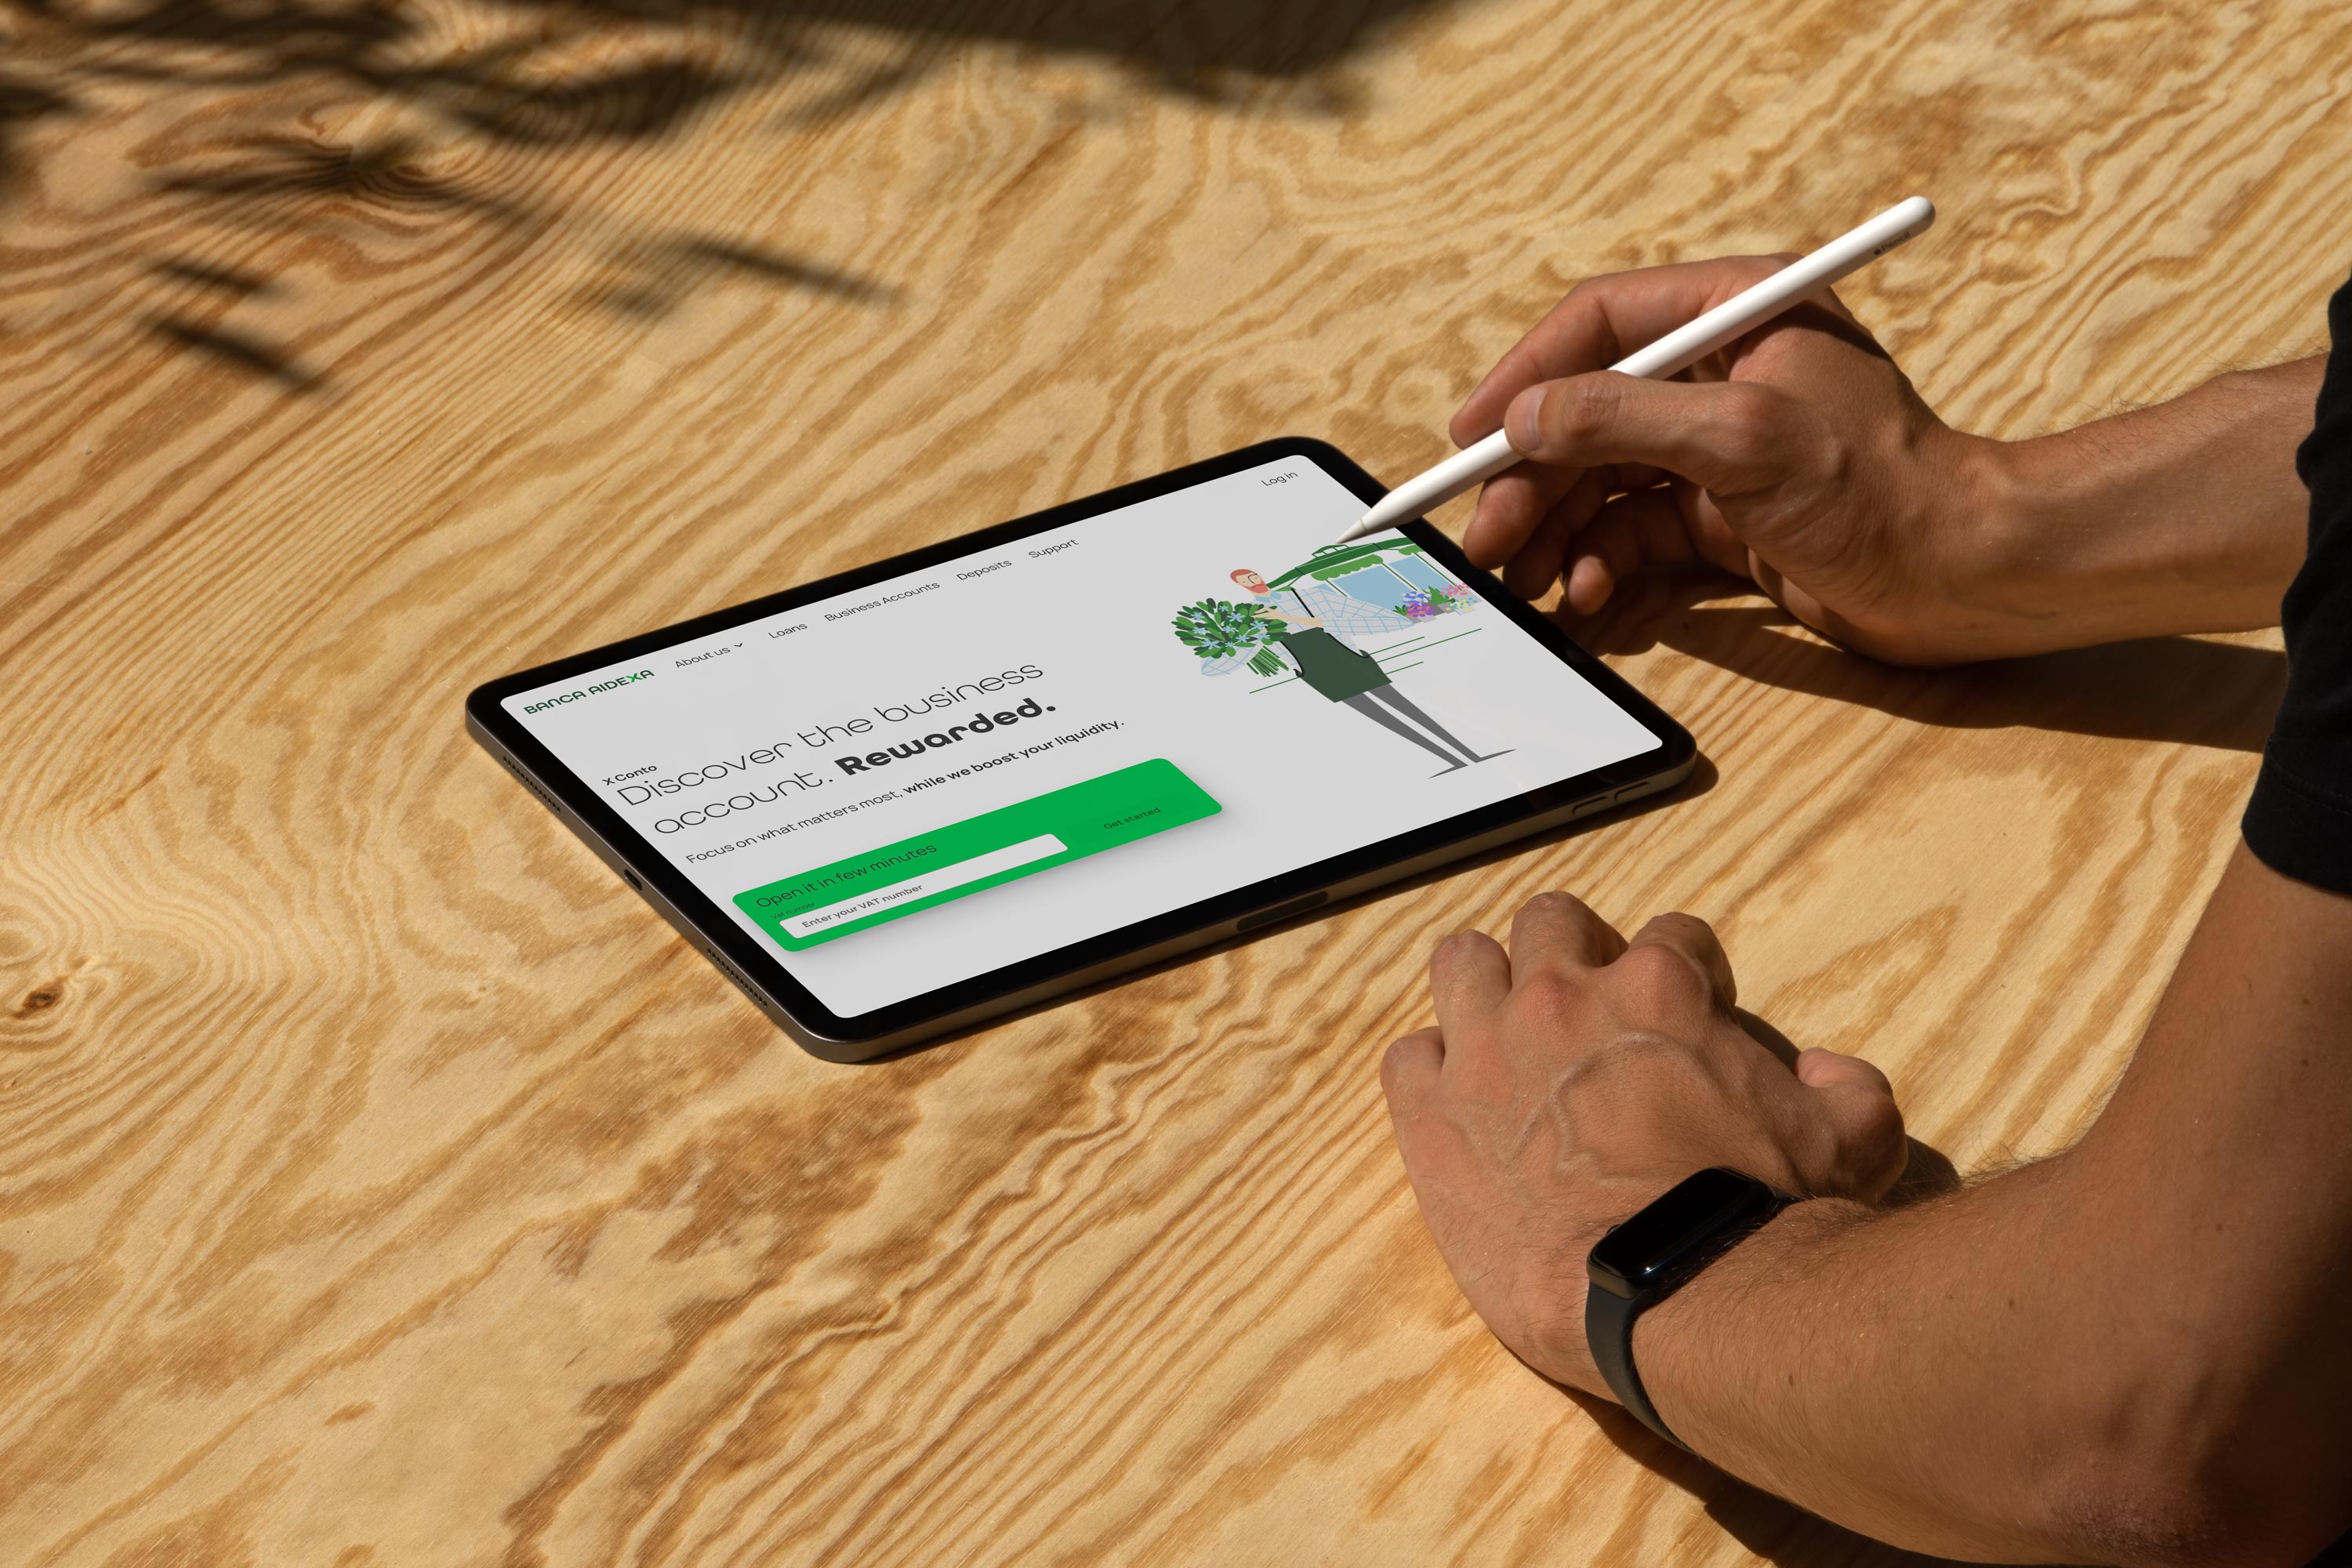 BANCA AIDEXA
About us
Loans
Business Accounts
Deposits
Support
Log in
X Conto
Discover the business
account. Rewarded.
Focus on what matters most, while we boost your liquidity.
Open it in few minutes
Vat number
Enter your VAT number
Get started
Pencil